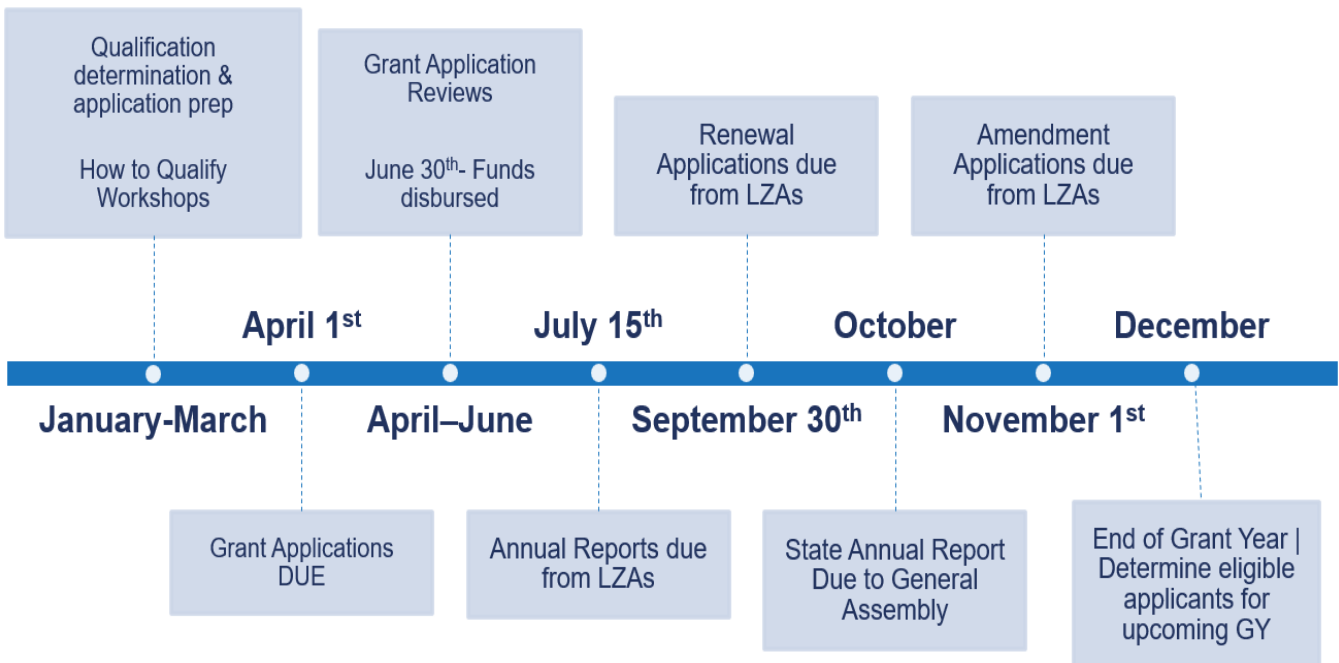 Qualification
determination &
application prep
How to Qualify
Workshops
Grant Application
Reviews
June 30th- Funds
disbursed
Renewal
Applications due
from LZAs
Amendment
Applications due
from LZAs
April 1st
July 15th
October
December
January-March
April–June
September 30th
November 1st
Grant Applications
DUE
Annual Reports due
from LZAs
State Annual Report
Due to General
Assembly
End of Grant Year |
Determine eligible
applicants for
upcoming GY